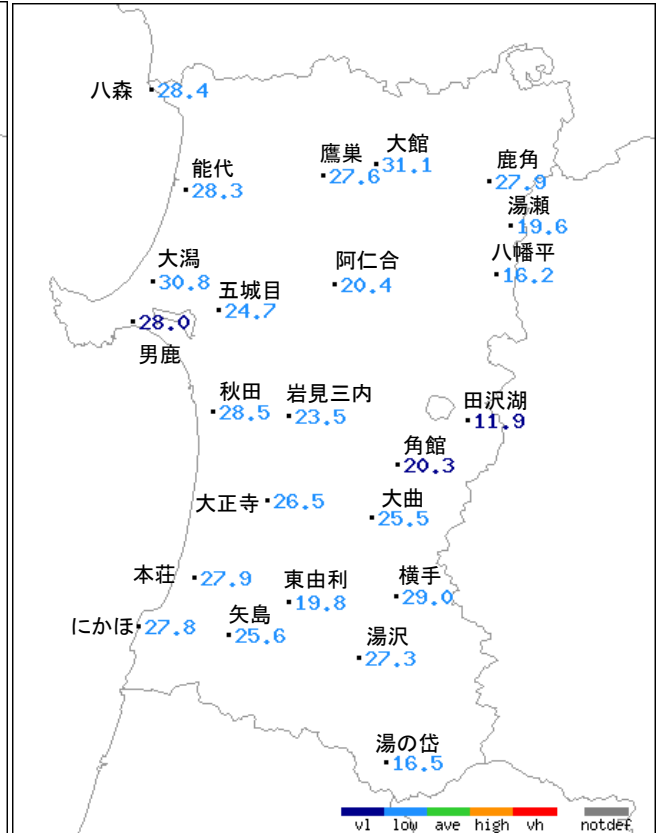 八森
28.4
大館
31.1
鷹巣
27.6
鹿角
27.9
能代
28.3
湯瀬
19.6
八幡平
16.2
大潟
30.8
阿仁合
20.4
五城目
24.7
28.0
男鹿
秋田
28.5
岩見三内
23.5
田沢湖
11.9
角館
20.3
大正寺
26.5
大曲
25.5
本荘
27.9
東由利
19.8
横手
29.0
にかほ
27.8
矢島
25.6
湯沢
27.3
湯の岱
16.5
vl low ave high vh notdef